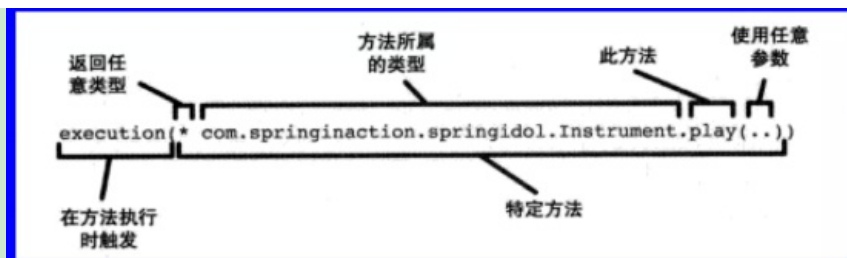 返回任
意类型
方法所属
的类型
此方法
使用任意
参数
execution(* com.springinaction.springidol.Instrument.play(..))
在方法执行
时触发
特定方法